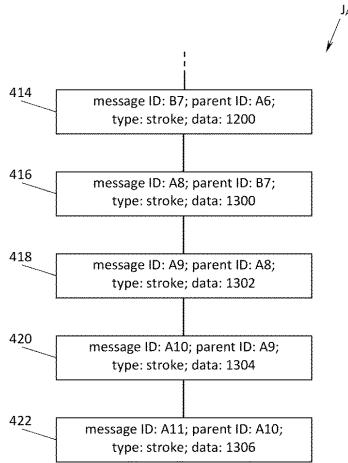 J_A
414
message ID: B7; parent ID: A6;
type: stroke; data: 1200
416
message ID: A8; parent ID: B7;
type: stroke; data: 1300
418
message ID: A9; parent ID: A8;
type: stroke; data: 1302
420
message ID: A10; parent ID: A9;
type: stroke; data: 1304
422
message ID: A11; parent ID: A10;
type: stroke; data: 1306